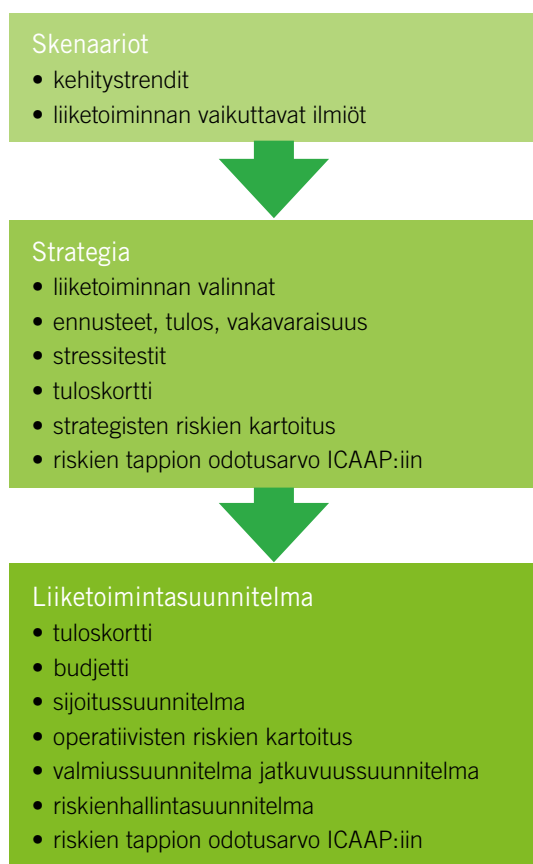 Skenaariot
• kehitystrendit
• liiketoiminnan vaikuttavat ilmiöt
Strategia
• liiketoiminnan valinnat
• ennusteet, tulos, vakavaraisuus
• stressitestit
• tuloskortti
• strategisten riskien kartoitus
• riskien tappion odotusarvo ICAAP:iin
Liiketoimintasuunnitelma
• tuloskortti
• budjetti
• sijoitussuunnitelma
• operatiivisten riskien kartoitus
• valmiussuunnitelma jatkuvuussuunnitelma
• riskienhallintasuunnitelma
• riskien tappion odotusarvo ICAAP:iin